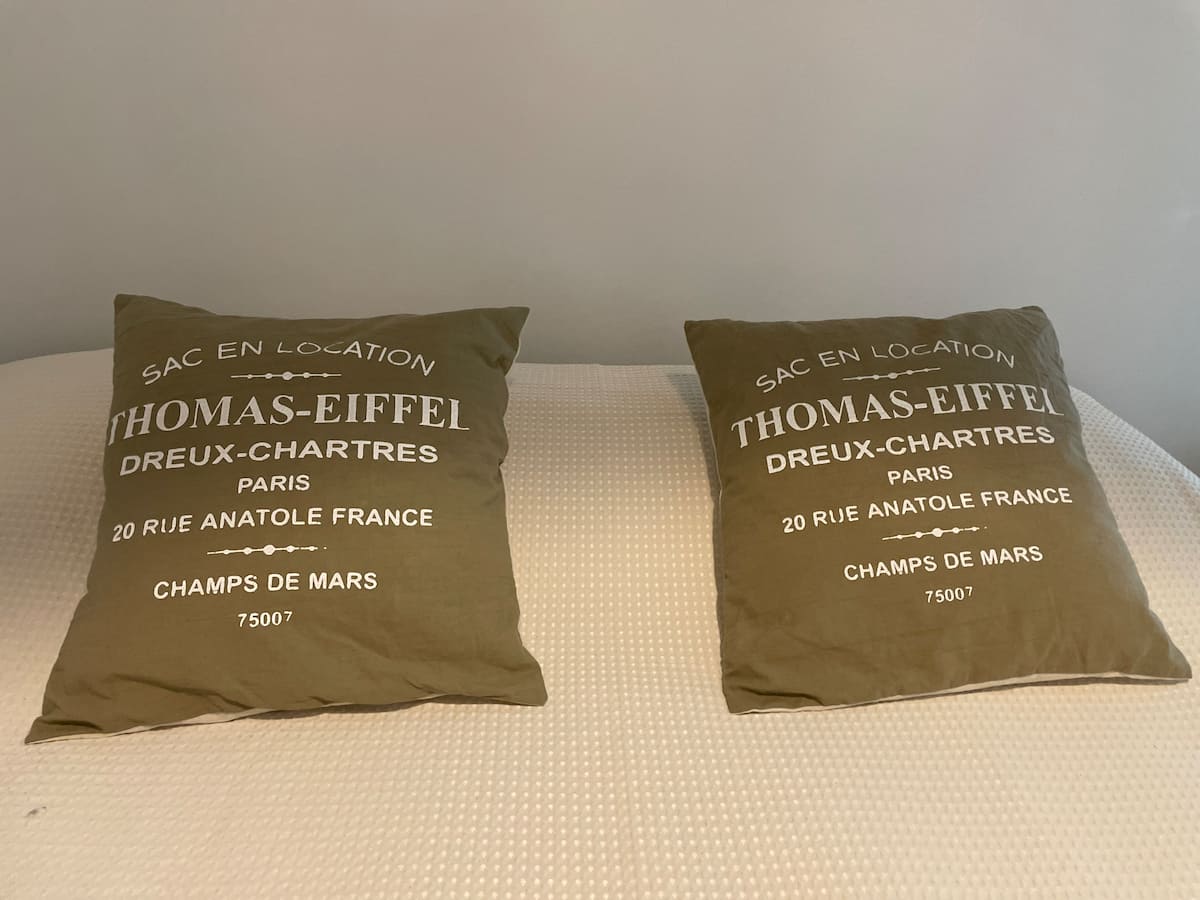 SAC EN LOCATION
THOMAS-EIFFEL
DREUX-CHARTRES
PARIS
20 RUE ANATOLE FRANCE
CHAMPS DE MARS
75007
SAC EN LOCATION
THOMAS-EIFFEL
DREUX-CHARTRES
PARIS
20 RUE ANATOLE FRANCE
CHAMPS DE MARS
75007